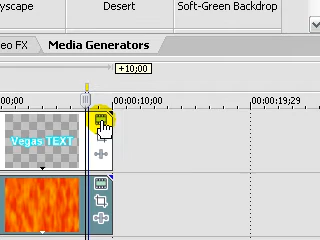 yscape
Desert
Soft-Green Backdrop
eo FX
Media Generators
+10;00
00;00
00:00:10;00
00:00:19;29
Vegas TEXT